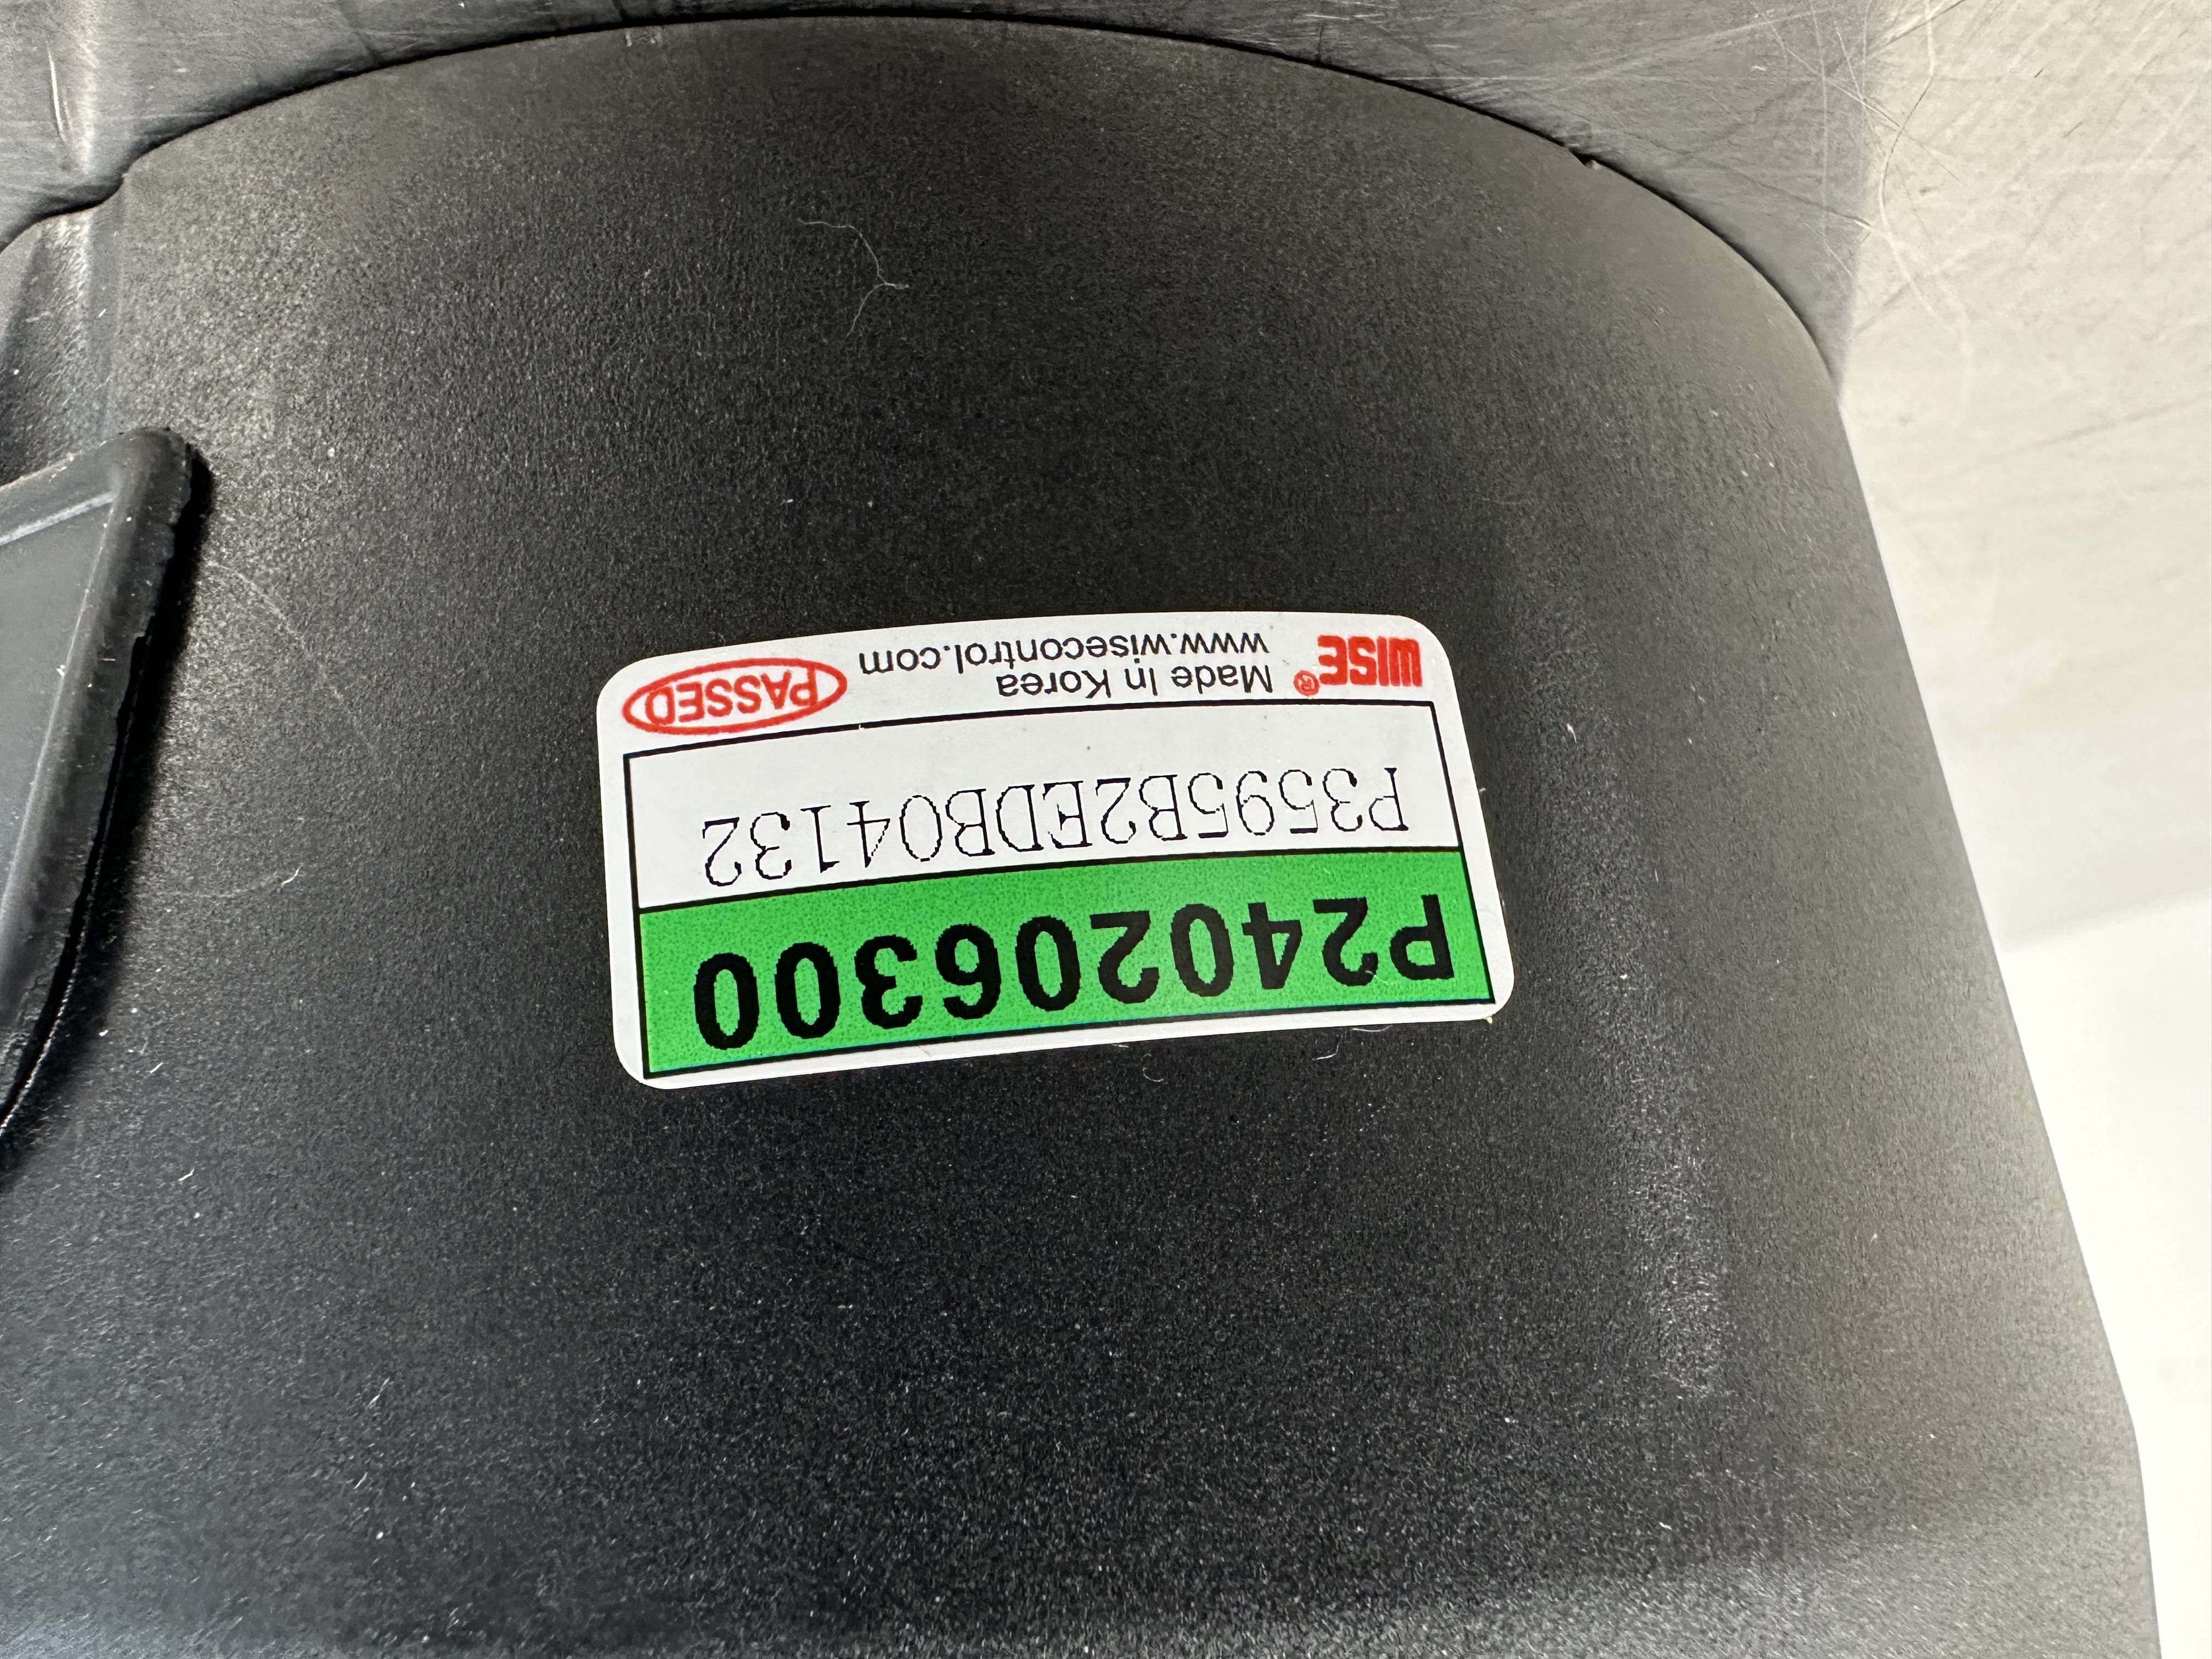 P240206300
P3595B2EDB04132
WISE® Made In Korea
www.wisecontrol.com
PASSED